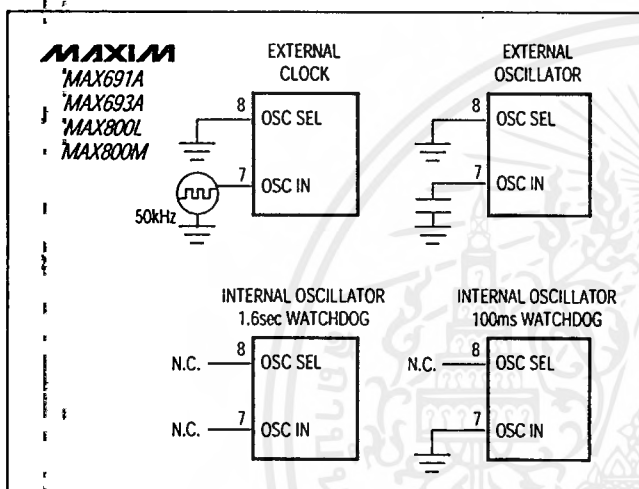 MAXIM
MAX691A
MAX693A
MAX800L
MAX800M
EXTERNAL
CLOCK
8
OSC SEL
7
OSC IN
50kHz
EXTERNAL
OSCILLATOR
8
OSC SEL
7
OSC IN
INTERNAL OSCILLATOR
1.6sec WATCHDOG
N.C.
8
OSC SEL
N.C.
7
OSC IN
INTERNAL OSCILLATOR
100ms WATCHDOG
N.C.
8
OSC SEL
7
OSC IN